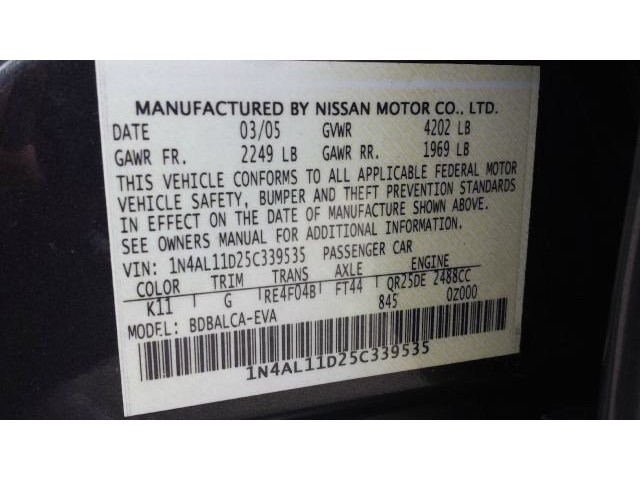 MANUFACTURED BY NISSAN MOTOR CO., LTD.
DATE 03/05 GVWR 4202 LB
GAWR FR. 2249 LB GAWR RR. 1969 LB
THIS VEHICLE CONFORMS TO ALL APPLICABLE FEDERAL MOTOR
VEHICLE SAFETY, BUMPER AND THEFT PREVENTION STANDARDS
IN EFFECT ON THE DATE OF MANUFACTURE SHOWN ABOVE.
SEE OWNERS MANUAL FOR ADDITIONAL INFORMATION.
VIN: 1N4AL11D25C339535 PASSENGER CAR
COLOR TRIM TRANS AXLE ENGINE
K11 G RE4F04B FT44 QR25DE 2488CC
845 0Z000
MODEL: BDBALCA-EVA
1N4AL11D25C339535